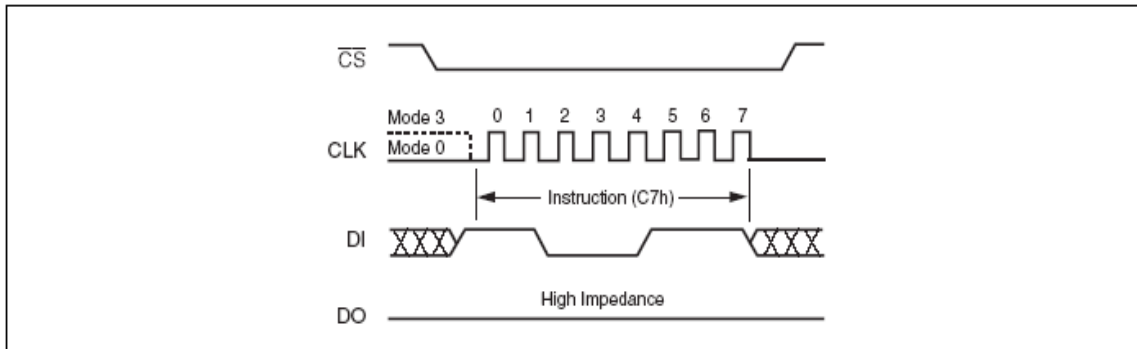 CS
Mode 3 0 1 2 3 4 5 6 7
CLK Mode 0
Instruction (C7h)
DI
High Impedance
DO